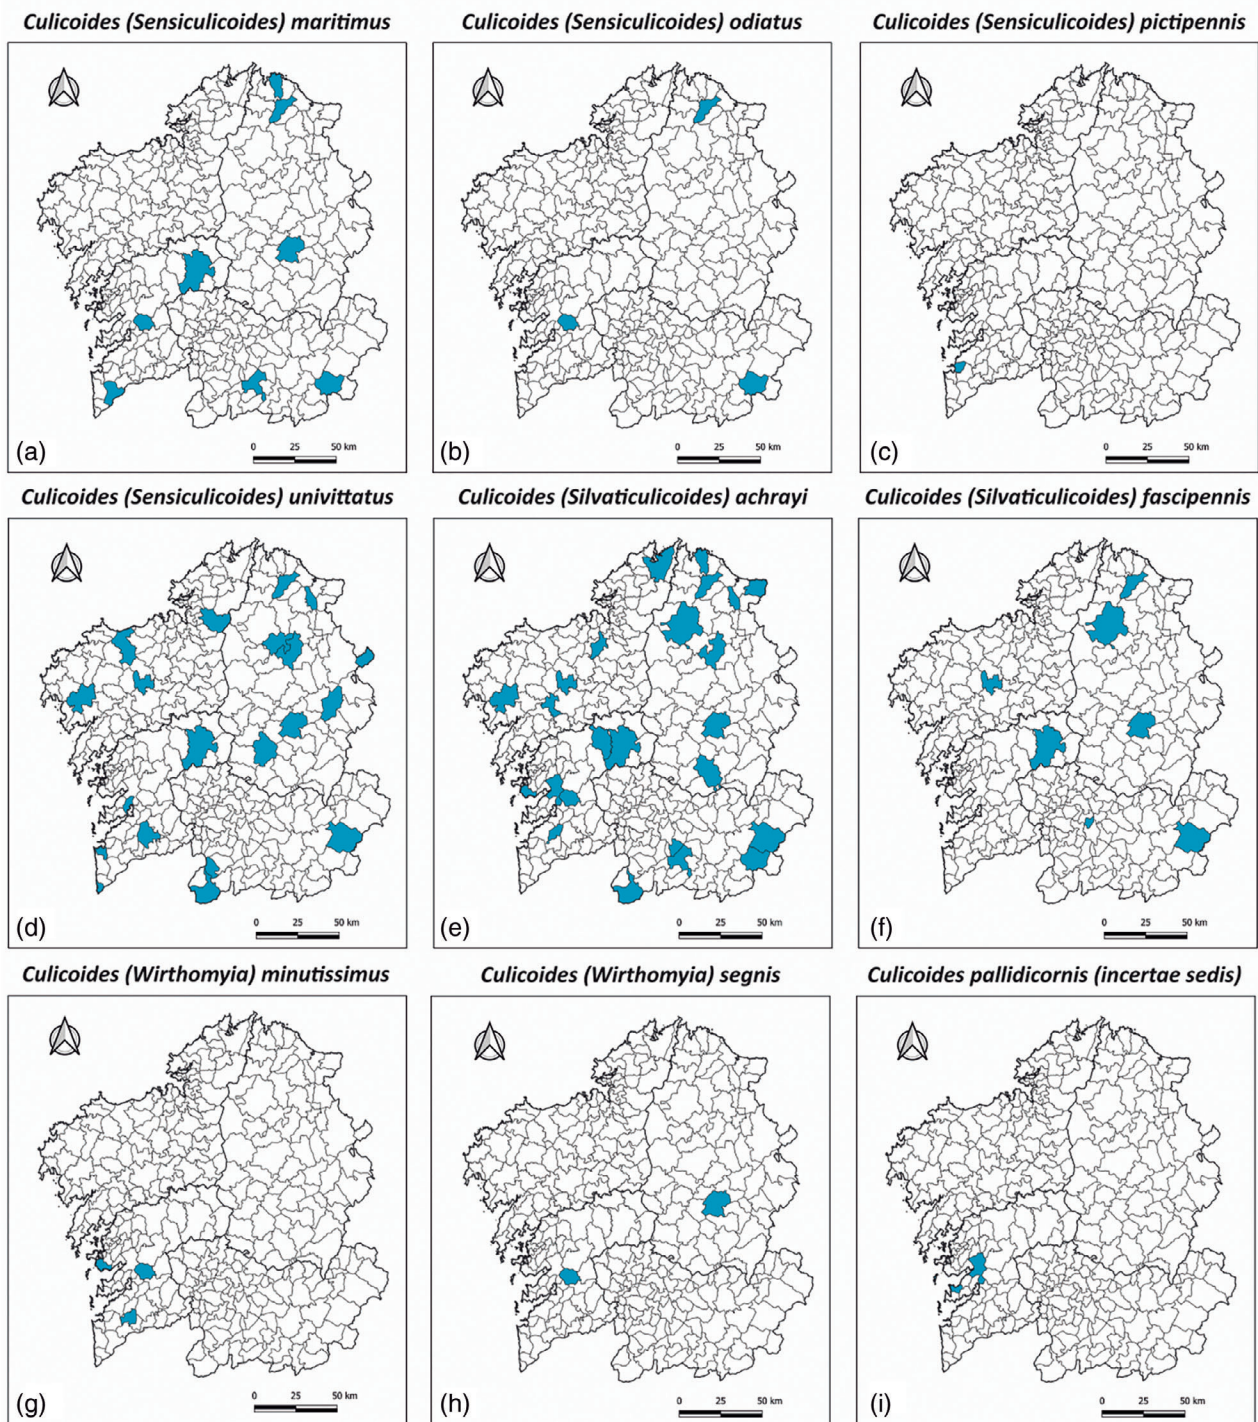 Culicoides (Sensiculicoides) maritimus
Culicoides (Sensiculicoides) odiatus
Culicoides (Sensiculicoides) pictipennis
(a)
0 25 50 km
(b)
0 25 50 km
(c)
0 25 50 km
Culicoides (Sensiculicoides) univittatus
Culicoides (Silvaticulicoides) achrayi
Culicoides (Silvaticulicoides) fascipennis
(d)
0 25 50 km
(e)
0 25 50 km
(f)
0 25 50 km
Culicoides (Wirthomyia) minutissimus
Culicoides (Wirthomyia) segnis
Culicoides pallidicornis (incertae sedis)
(g)
0 25 50 km
(h)
0 25 50 km
(i)
0 25 50 km